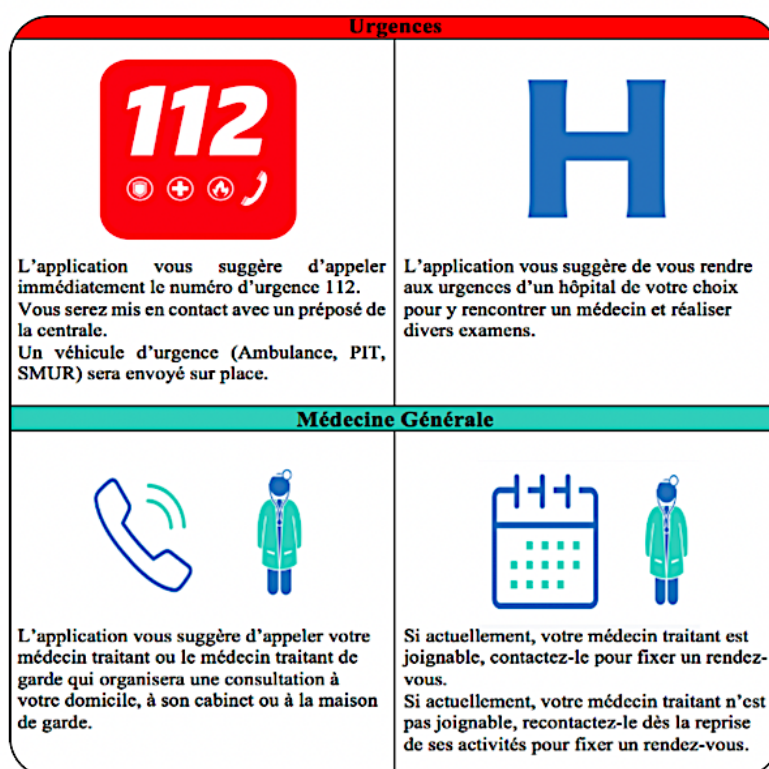 Urgences
112
H
L'application vous suggère d'appeler
immédiatement le numéro d'urgence 112.
Vous serez mis en contact avec un préposé de
la centrale.
Un véhicule d'urgence (Ambulance, PIT,
SMUR) sera envoyé sur place.
L'application vous suggère de vous rendre
aux urgences d'un hôpital de votre choix
pour y rencontrer un médecin et réaliser
divers examens.
Médecine Générale
L'application vous suggère d'appeler votre
médecin traitant ou le médecin traitant de
garde qui organisera une consultation à
votre domicile, à son cabinet ou à la maison
de garde.
Si actuellement, votre médecin traitant est
joignable, contactez-le pour fixer un rendez-
vous.
Si actuellement, votre médecin traitant n'est
pas joignable, recontactez-le dès la reprise
de ses activités pour fixer un rendez-vous.